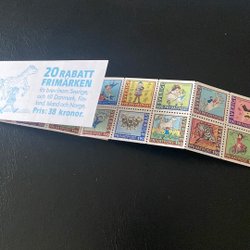 20 RABATT
FRIMÄRKEN
för brev inom Sverige,
och till Danmark, Fin-
land, Island och Norge.
Pris: 38 kronor.